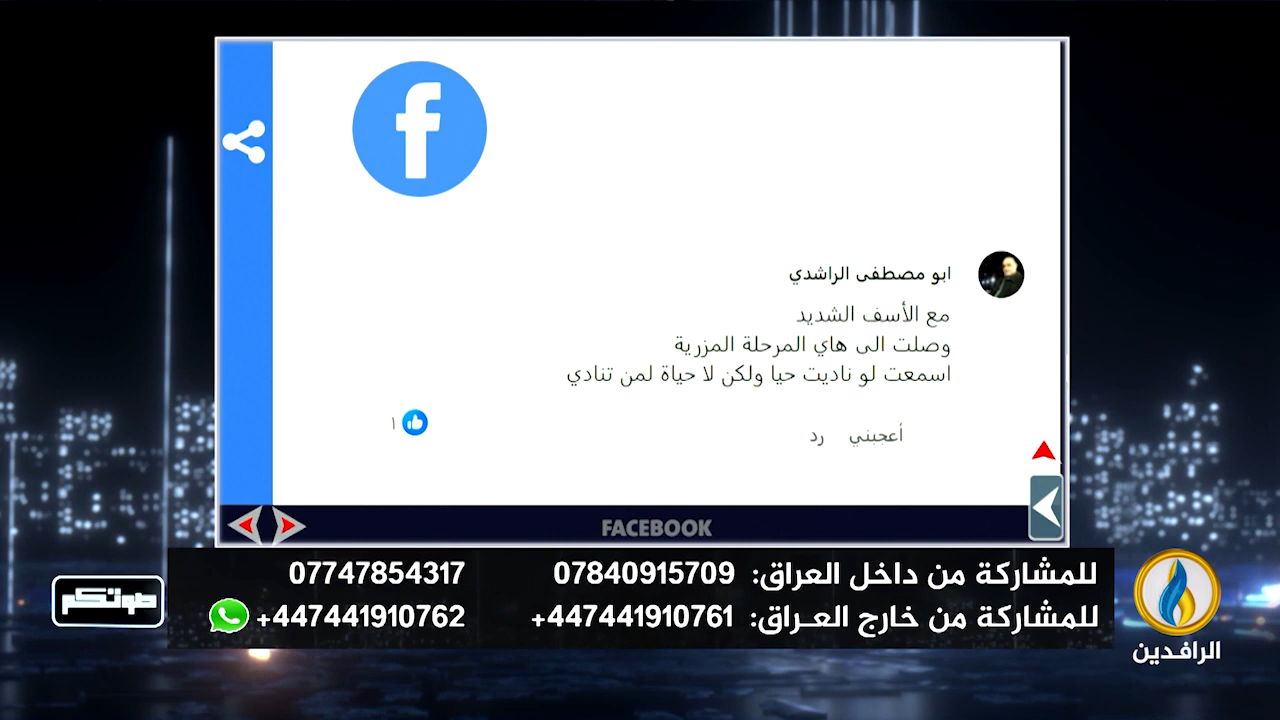 ابو مصطفى الراشدي
مع الأسف الشديد
وصلت الى هاي المرحلة المزرية
اسمعت لو ناديت حيا ولكن لا حياة لمن تنادي
أعجبني رد
١
FACEBOOK
للمشاركة من داخل العراق: 07840915709 07747854317
للمشاركة من خارج العـراق: 447441910761+ 447441910762+
صوتكم
الرافدين